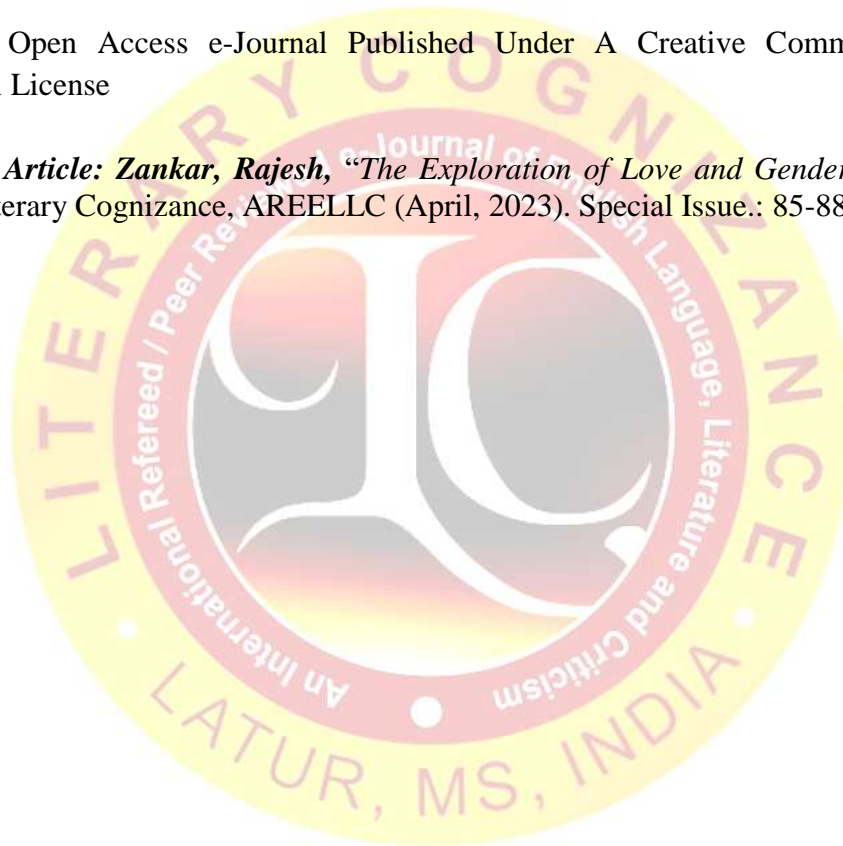 Open Access e-Journal Published Under A Creative Comm
License
Article: Zankar, Rajesh, “The Exploration of Love and Gender
terary Cognizance, AREELLC (April, 2023). Special Issue.: 85-88
LITERARY COGNIZANCE
An International Refereed / Peer Reviewed e-Journal of English Language, Literature and Criticism
LC
• LATUR, MS, INDIA •